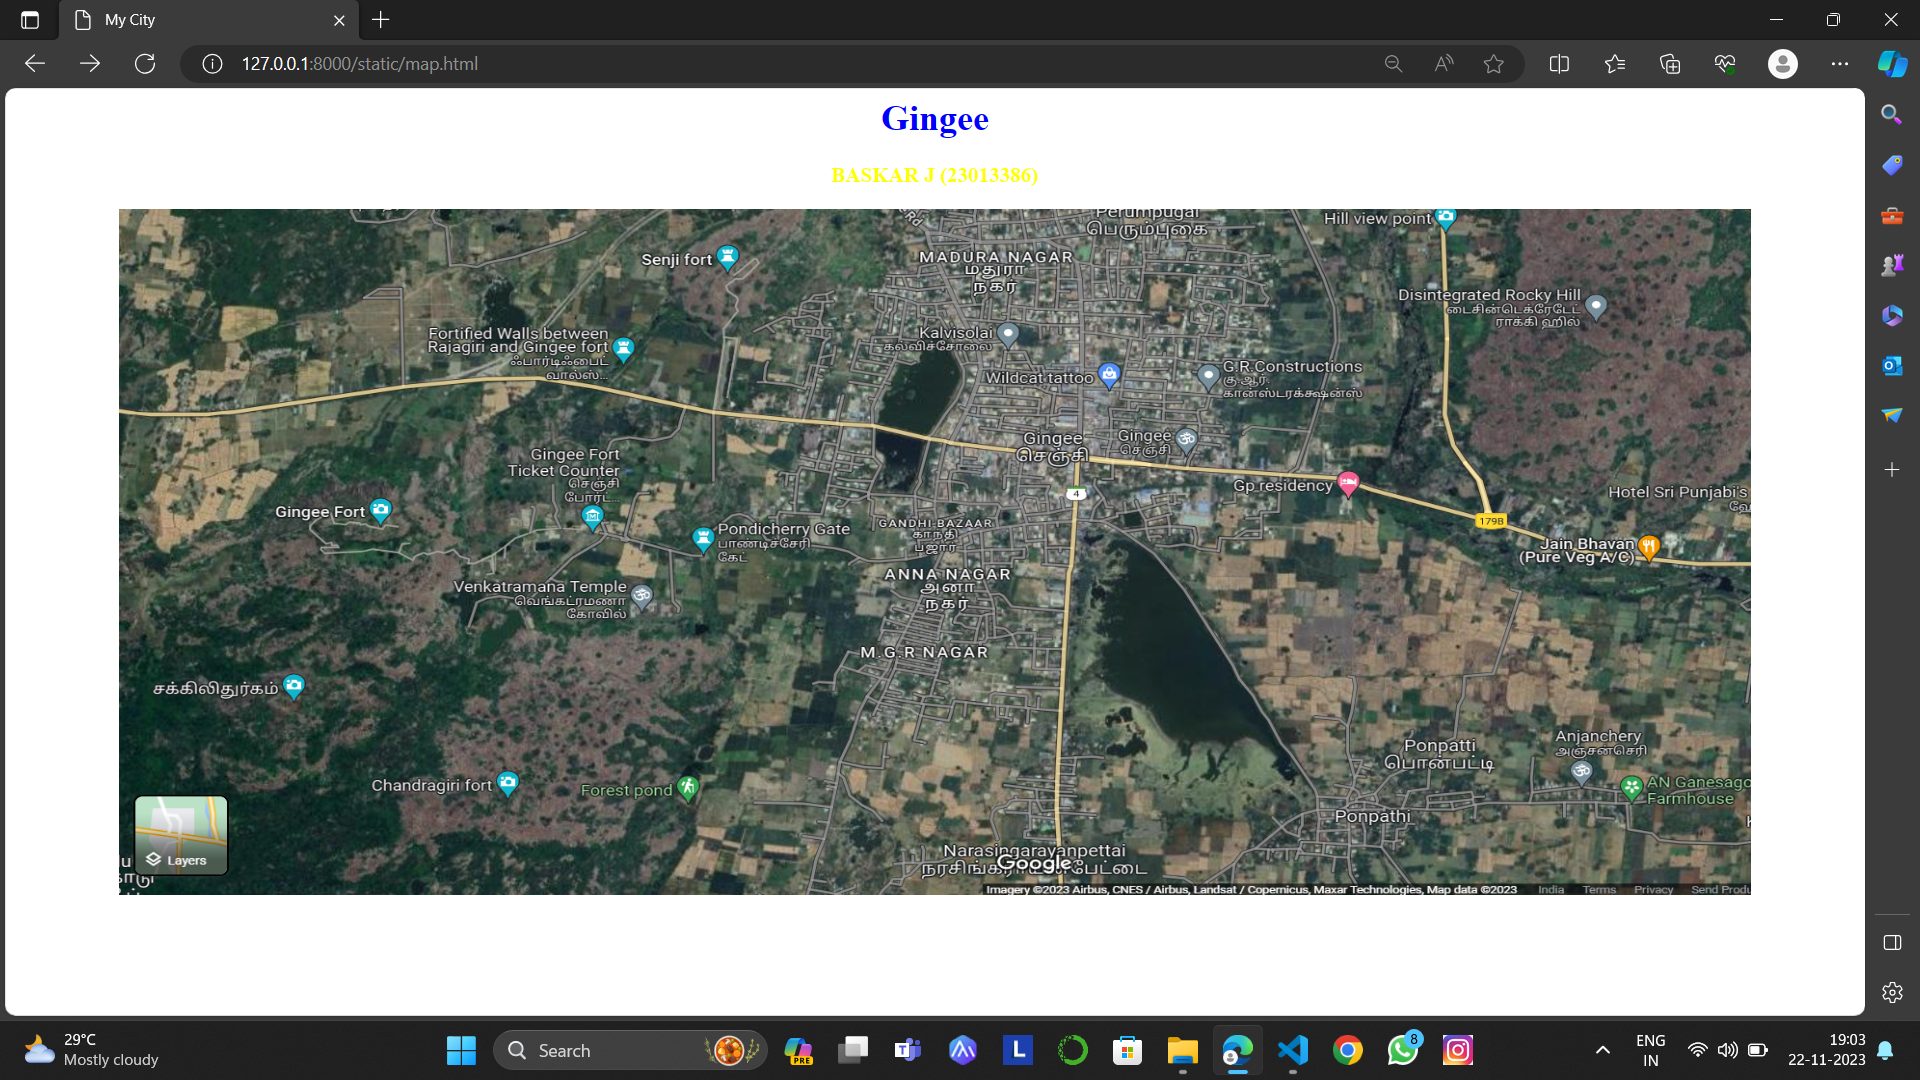 My City
127.0.0.1:8000/static/map.html
Gingee
BASKAR J (23013386)
Perumpugai
பெரும்புகை
Hill view point
Senji fort
MADURA NAGAR
மதுரா
நகர்
Disintegrated Rocky Hill
டைசின்டெகரேடேட்
ராக்கி ஹில்
Fortified Walls between
Rajagiri and Gingee fort
ஃபார்டிஃபைட்
வால்ஸ்...
Kalvisolai
கல்விச்சோலை
Wildcat tattoo
G.R.Constructions
கு.ஆர்.
கான்ஸ்டரக்க்ஷன்ஸ்
Gingee
செஞ்சி
Gingee
செஞ்சி
Gingee Fort
Ticket Counter
செஞ்சி
போர்ட்...
Gp residency
4
179B
Hotel Sri Punjabi's
Gingee Fort
Pondicherry Gate
பாண்டிச்சேரி
கேட்
GANDHI BAZAAR
காந்தி
பஜார்
Jain Bhavan
(Pure Veg A/C)
ANNA NAGAR
அனா
நகர்
Venkatramana Temple
வெங்கட்ரமணா
கோவில்
M.G.R NAGAR
சக்கிலிதுர்கம்
Ponpatti
பொன்பட்டி
Anjanchery
அஞ்சன்சேரி
Chandragiri fort
Forest pond
AN Ganesago
Farmhouse
Ponpathi
Layers
Narasingarayanpettai
Google
Imagery ©2023 Airbus, CNES / Airbus, Landsat / Copernicus, Maxar Technologies, Map data ©2023 India Terms Privacy Send Produ
29°C
Mostly cloudy
Search
PRE
L
8
ENG
IN
19:03
22-11-2023